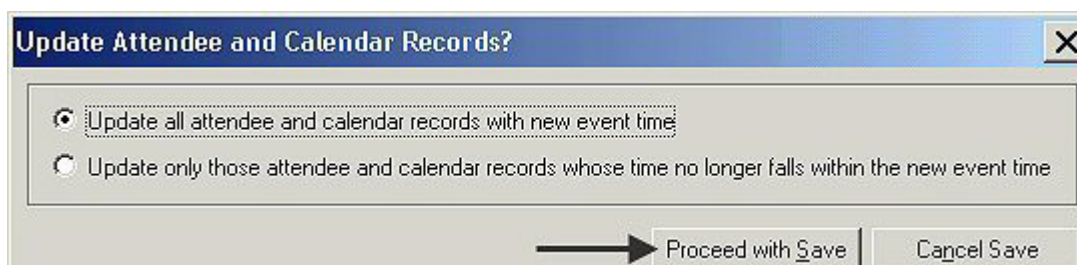 Update Attendee and Calendar Records?
Update all attendee and calendar records with new event time
Update only those attendee and calendar records whose time no longer falls within the new event time
Proceed with Save Cancel Save